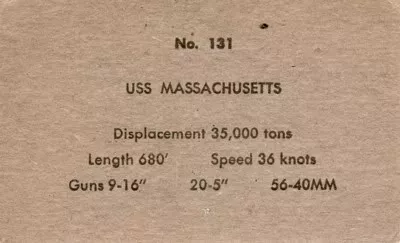 No. 131
USS MASSACHUSETTS
Displacement 35,000 tons
Length 680' Speed 36 knots
Guns 9-16" 20-5" 56-40MM